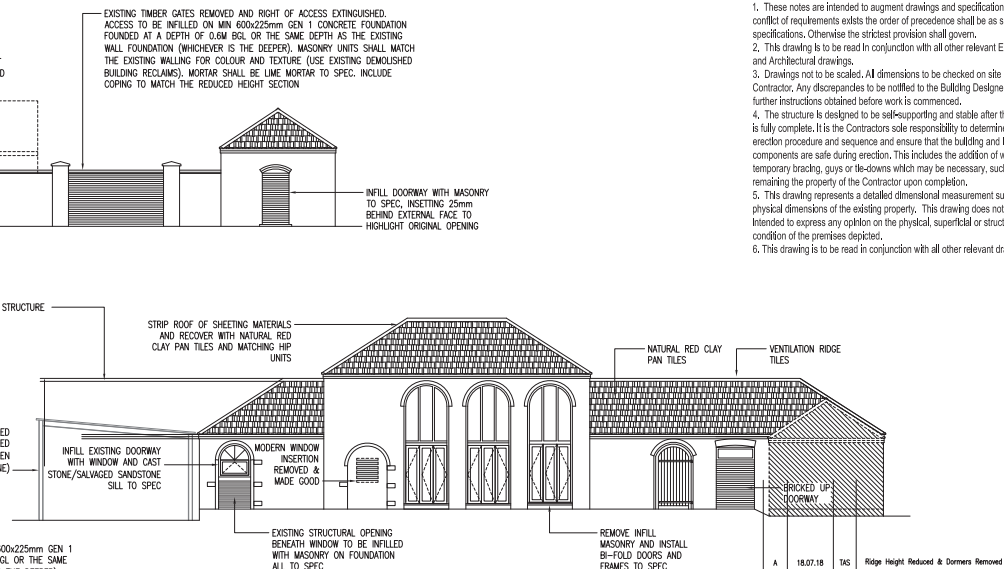 EXISTING TIMBER GATES REMOVED AND RIGHT OF ACCESS EXTINGUISHED.
ACCESS TO BE INFILLED ON MIN 600x225mm GEN 1 CONCRETE FOUNDATION
FOUNDED AT A DEPTH OF 0.6M BGL OR THE SAME DEPTH AS THE EXISTING
WALL FOUNDATION (WHICHEVER IS THE DEEPER). MASONRY UNITS SHALL MATCH
THE EXISTING WALLING FOR COLOUR AND TEXTURE (USE EXISTING DEMOLISHED
BUILDING RECLAIMS). MORTAR SHALL BE LIME MORTAR TO SPEC. INCLUDE
COPING TO MATCH THE REDUCED HEIGHT SECTION
INFILL DOORWAY WITH MASONRY
TO SPEC, INSETTING 25mm
BEHIND EXTERNAL FACE TO
HIGHLIGHT ORIGINAL OPENING
1. These notes are intended to augment drawings and specification
conflict of requirements exists the order of precedence shall be as s
specifications. Otherwise the strictest provision shall govern.
2. This drawing is to be read in conjunction with all other relevant E
and Architectural drawings.
3. Drawings not to be scaled. All dimensions to be checked on site
Contractor. Any discrepancies to be notified to the Building Designe
further instructions obtained before work is commenced.
4. The structure is designed to be self-supporting and stable after th
is fully complete. It is the Contractors sole responsibility to determine
erection procedure and sequence and ensure that the building and
components are safe during erection. This includes the addition of w
temporary bracing, guys or tie-downs which may be necessary, suc
remaining the property of the Contractor upon completion.
5. This drawing represents a detailed dimensional measurement su
physical dimensions of the existing property. This drawing does not
intended to express any opinion on the physical, superficial or struct
condition of the premises depicted.
6. This drawing is to be read in conjunction with all other relevant dra
STRUCTURE
STRIP ROOF OF SHEETING MATERIALS
AND RECOVER WITH NATURAL RED
CLAY PAN TILES AND MATCHING HIP
UNITS
NATURAL RED CLAY
PAN TILES
VENTILATION RIDGE
TILES
INFILL EXISTING DOORWAY
WITH WINDOW AND CAST
STONE/SALVAGED SANDSTONE
SILL TO SPEC
MODERN WINDOW
INSERTION
REMOVED &
MADE GOOD
BRICKED UP
DOORWAY
EXISTING STRUCTURAL OPENING
BENEATH WINDOW TO BE INFILLED
WITH MASONRY ON FOUNDATION
ALL TO SPEC
REMOVE INFILL
MASONRY AND INSTALL
BI-FOLD DOORS AND
FRAMES TO SPEC
600x225mm GEN 1
BGL OR THE SAME
A 18.07.18 TAS Ridge Height Reduced & Dormers Removed